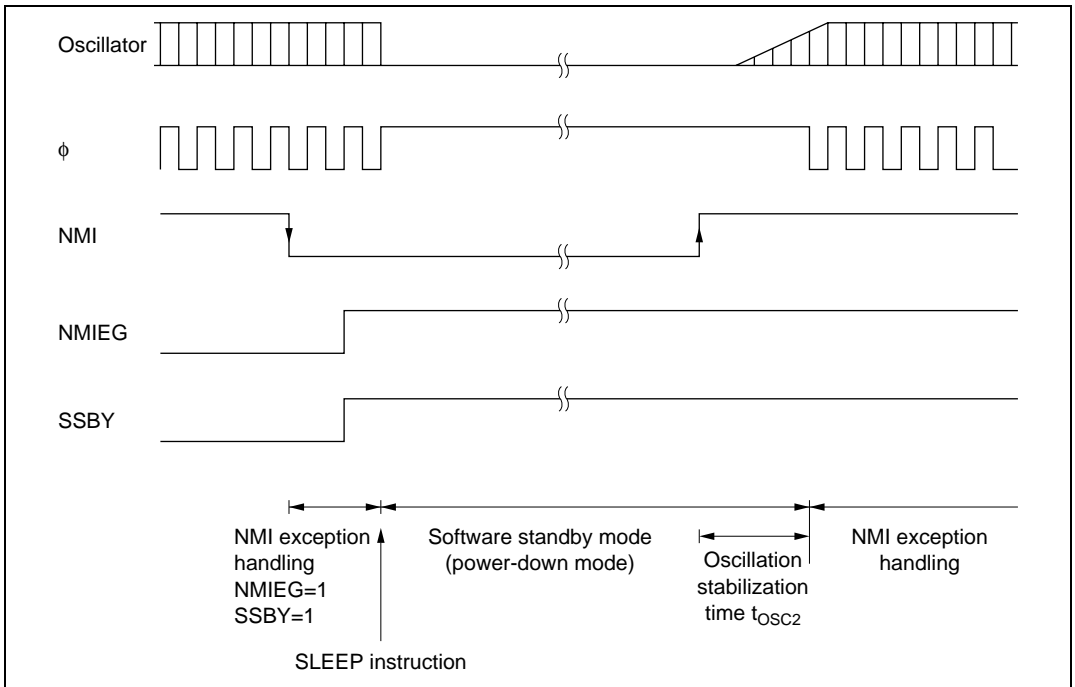 Oscillator
φ
NMI
NMIEG
SSBY
NMI exception
handling
NMIEG=1
SSBY=1
Software standby mode
(power-down mode)
Oscillation
stabilization
time tOSC2
NMI exception
handling
SLEEP instruction